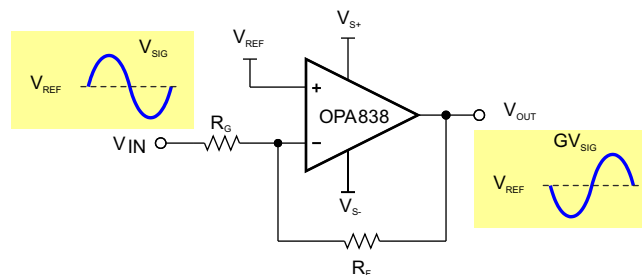 V_S+
V_SIG
V_REF
V_REF
+
OPA838
R_G
V_IN
−
V_OUT
GV_SIG
V_REF
V_S-
R_F